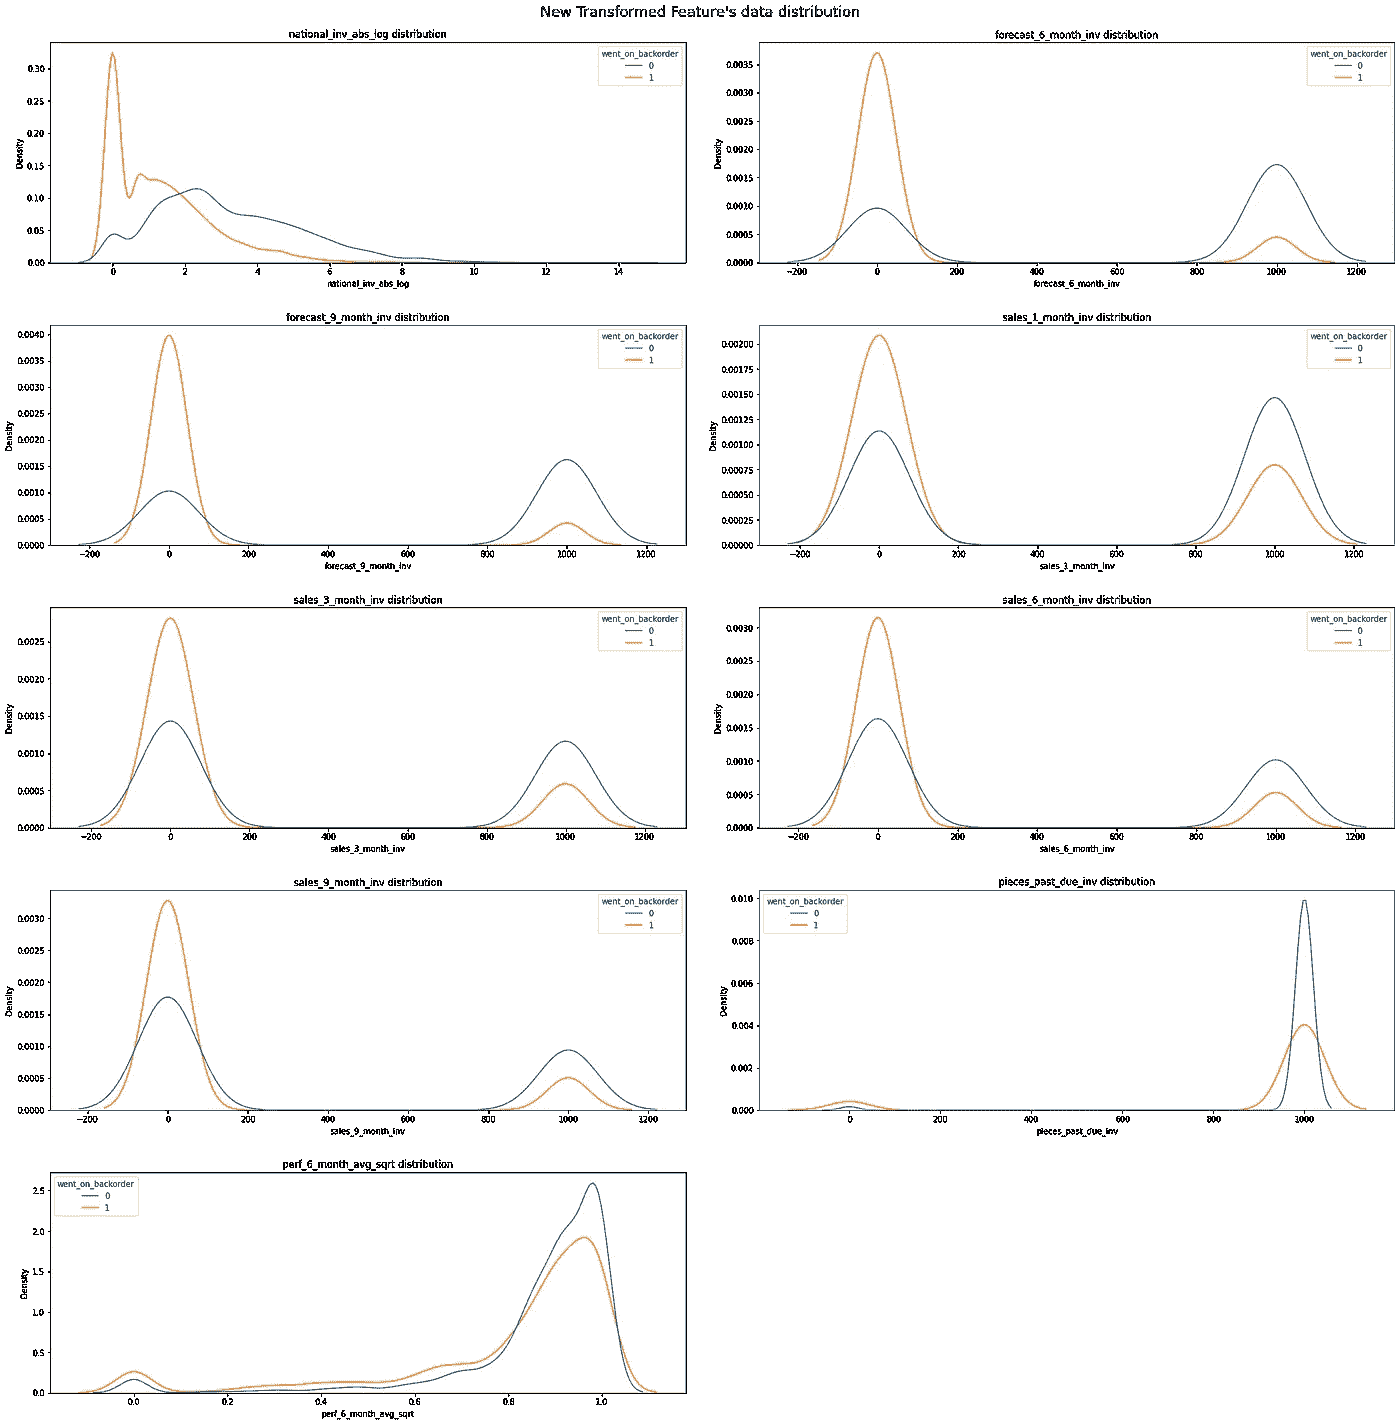 New Transformed Feature's data distribution
national_inv_abs_log distribution
went_on_backorder
0
1
Density
0.30
0.25
0.20
0.15
0.10
0.05
0.00
0 2 4 6 8 10 12 14
national_inv_abs_log
forecast_6_month_inv distribution
went_on_backorder
0
1
Density
0.0035
0.0030
0.0025
0.0020
0.0015
0.0010
0.0005
0.0000
−200 0 200 400 600 800 1000 1200
forecast_6_month_inv
forecast_9_month_inv distribution
went_on_backorder
0
1
Density
0.0040
0.0035
0.0030
0.0025
0.0020
0.0015
0.0010
0.0005
0.0000
−200 0 200 400 600 800 1000 1200
forecast_9_month_inv
sales_1_month_inv distribution
went_on_backorder
0
1
Density
0.00200
0.00175
0.00150
0.00125
0.00100
0.00075
0.00050
0.00025
0.00000
−200 0 200 400 600 800 1000 1200
sales_1_month_inv
sales_3_month_inv distribution
went_on_backorder
0
1
Density
0.0025
0.0020
0.0015
0.0010
0.0005
0.0000
−200 0 200 400 600 800 1000 1200
sales_3_month_inv
sales_6_month_inv distribution
went_on_backorder
0
1
Density
0.0030
0.0025
0.0020
0.0015
0.0010
0.0005
0.0000
−200 0 200 400 600 800 1000 1200
sales_6_month_inv
sales_9_month_inv distribution
went_on_backorder
0
1
Density
0.0030
0.0025
0.0020
0.0015
0.0010
0.0005
0.0000
−200 0 200 400 600 800 1000 1200
sales_9_month_inv
pieces_past_due_inv distribution
went_on_backorder
0
1
Density
0.010
0.008
0.006
0.004
0.002
0.000
0 200 400 600 800 1000
pieces_past_due_inv
perf_6_month_avg_sqrt distribution
went_on_backorder
0
1
Density
2.5
2.0
1.5
1.0
0.5
0.0
0.0 0.2 0.4 0.6 0.8 1.0
perf_6_month_avg_sqrt